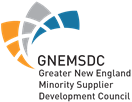 GNEMSDC
Greater New England
Minority Supplier
Development Council